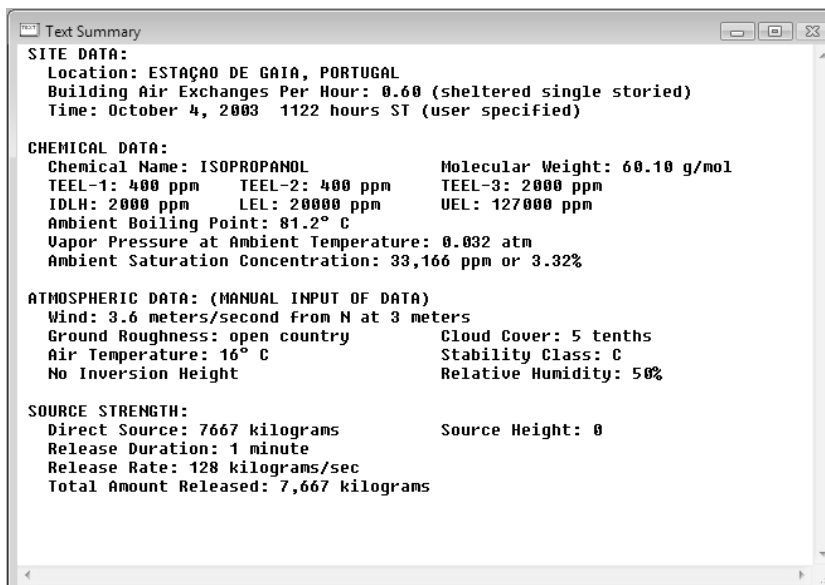 Text Summary
SITE DATA:
Location: ESTAÇAO DE GAIA, PORTUGAL
Building Air Exchanges Per Hour: 0.60 (sheltered single storied)
Time: October 4, 2003 1122 hours ST (user specified)
CHEMICAL DATA:
Chemical Name: ISOPROPANOL Molecular Weight: 60.10 g/mol
TEEL-1: 400 ppm TEEL-2: 400 ppm TEEL-3: 2000 ppm
IDLH: 2000 ppm LEL: 20000 ppm UEL: 127000 ppm
Ambient Boiling Point: 81.2° C
Vapor Pressure at Ambient Temperature: 0.032 atm
Ambient Saturation Concentration: 33,166 ppm or 3.32%
ATMOSPHERIC DATA: (MANUAL INPUT OF DATA)
Wind: 3.6 meters/second from N at 3 meters
Ground Roughness: open country Cloud Cover: 5 tenths
Air Temperature: 16° C Stability Class: C
No Inversion Height Relative Humidity: 50%
SOURCE STRENGTH:
Direct Source: 7667 kilograms Source Height: 0
Release Duration: 1 minute
Release Rate: 128 kilograms/sec
Total Amount Released: 7,667 kilograms